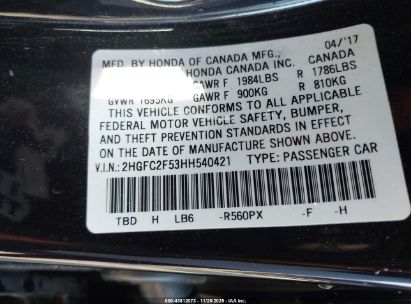 MFD. BY HONDA OF CANADA MFG., 04/'17
HONDA CANADA INC. CANADA
GAWR F 1984LBS R 1786LBS
GVWR 1695KG GAWR F 900KG R 810KG
THIS VEHICLE CONFORMS TO ALL APPLICABLE
FEDERAL MOTOR VEHICLE SAFETY, BUMPER,
AND THEFT PREVENTION STANDARDS IN EFFECT
ON THE DATE OF MANUFACTURE SHOWN ABOVE.
V.I.N.: 2HGFC2F53HH540421 TYPE: PASSENGER CAR
TBD H LB6 -R560PX -F -H